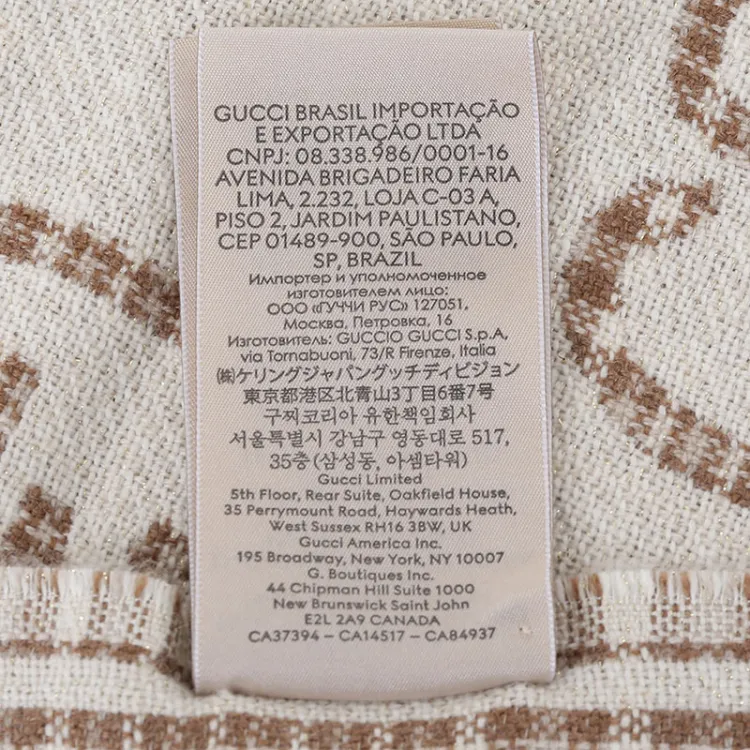 GUCCI BRASIL IMPORTAÇÃO
E EXPORTAÇÃO LTDA
CNPJ: 08.338.986/0001-16
AVENIDA BRIGADEIRO FARIA
LIMA, 2.232, LOJA C-03 A,
PISO 2, JARDIM PAULISTANO,
CEP 01489-900, SÃO PAULO,
SP, BRAZIL
Импортер и уполномоченное
изготовителем лицо:
ООО «ГУЧЧИ РУС» 127051,
Москва, Петровка, 16
Изготовитель: GUCCIO GUCCI S.p.A,
via Tornabuoni, 73/R Firenze, Italia
㈱ケリングジャパングッチディビジョン
東京都港区北青山3丁目6番7号
구찌코리아 유한책임회사
서울특별시 강남구 영동대로 517,
35층(삼성동, 아셈타워)
Gucci Limited
5th Floor, Rear Suite, Oakfield House,
35 Perrymount Road, Haywards Heath,
West Sussex RH16 3BW, UK
Gucci America Inc.
195 Broadway, New York, NY 10007
G. Boutiques Inc.
44 Chipman Hill Suite 1000
New Brunswick Saint John
E2L 2A9 CANADA
CA37394 – CA14517 – CA84937